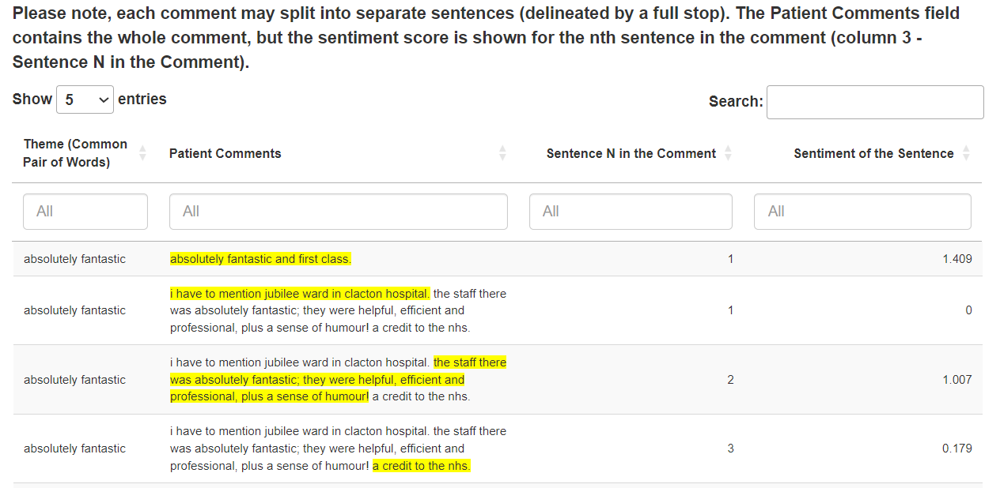 Please note, each comment may split into separate sentences (delineated by a full stop). The Patient Comments field
contains the whole comment, but the sentiment score is shown for the nth sentence in the comment (column 3 -
Sentence N in the Comment).
Show 5 entries
Search:
Theme (Common
Pair of Words)
Patient Comments
Sentence N in the Comment
Sentiment of the Sentence
All
All
All
All
absolutely fantastic
absolutely fantastic and first class.
1
1.409
absolutely fantastic
i have to mention jubilee ward in clacton hospital. the staff there
was absolutely fantastic; they were helpful, efficient and
professional, plus a sense of humour! a credit to the nhs.
1
0
absolutely fantastic
i have to mention jubilee ward in clacton hospital. the staff there
was absolutely fantastic; they were helpful, efficient and
professional, plus a sense of humour! a credit to the nhs.
2
1.007
absolutely fantastic
i have to mention jubilee ward in clacton hospital. the staff there
was absolutely fantastic; they were helpful, efficient and
professional, plus a sense of humour! a credit to the nhs.
3
0.179